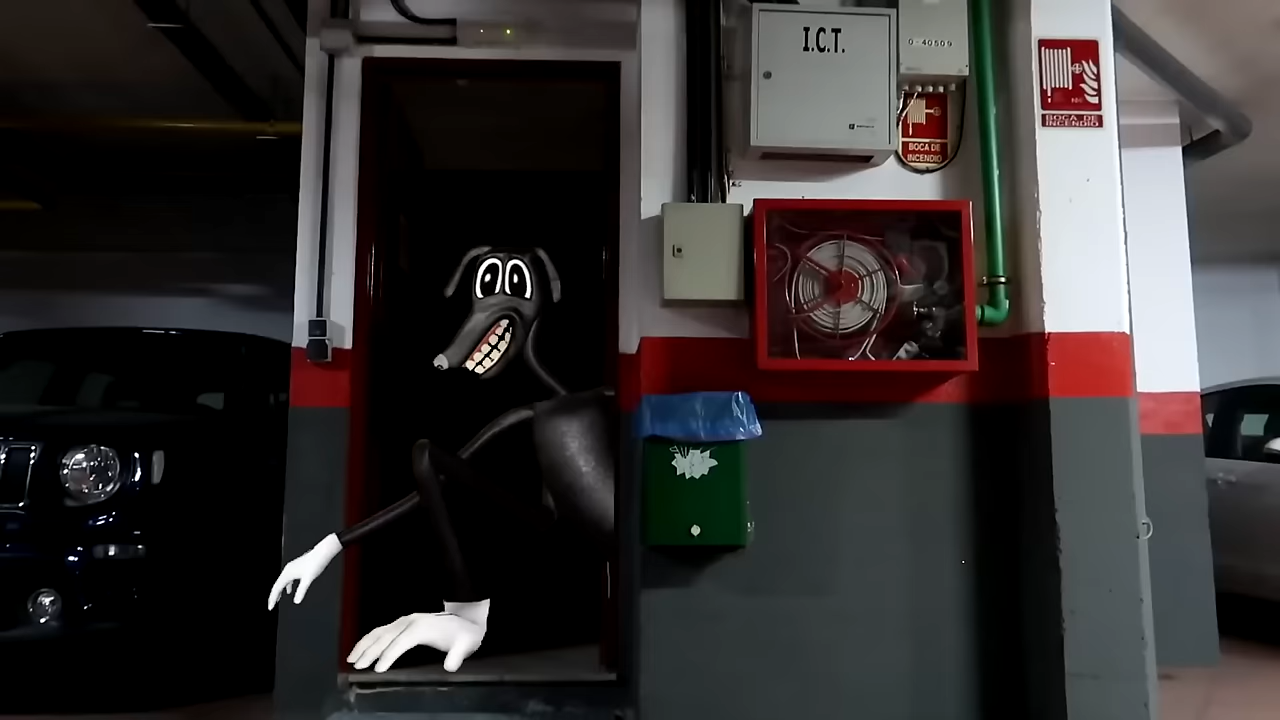 I.C.T.
0-40509
BOCA DE
INCENDIO
BOCA DE
INCENDIO